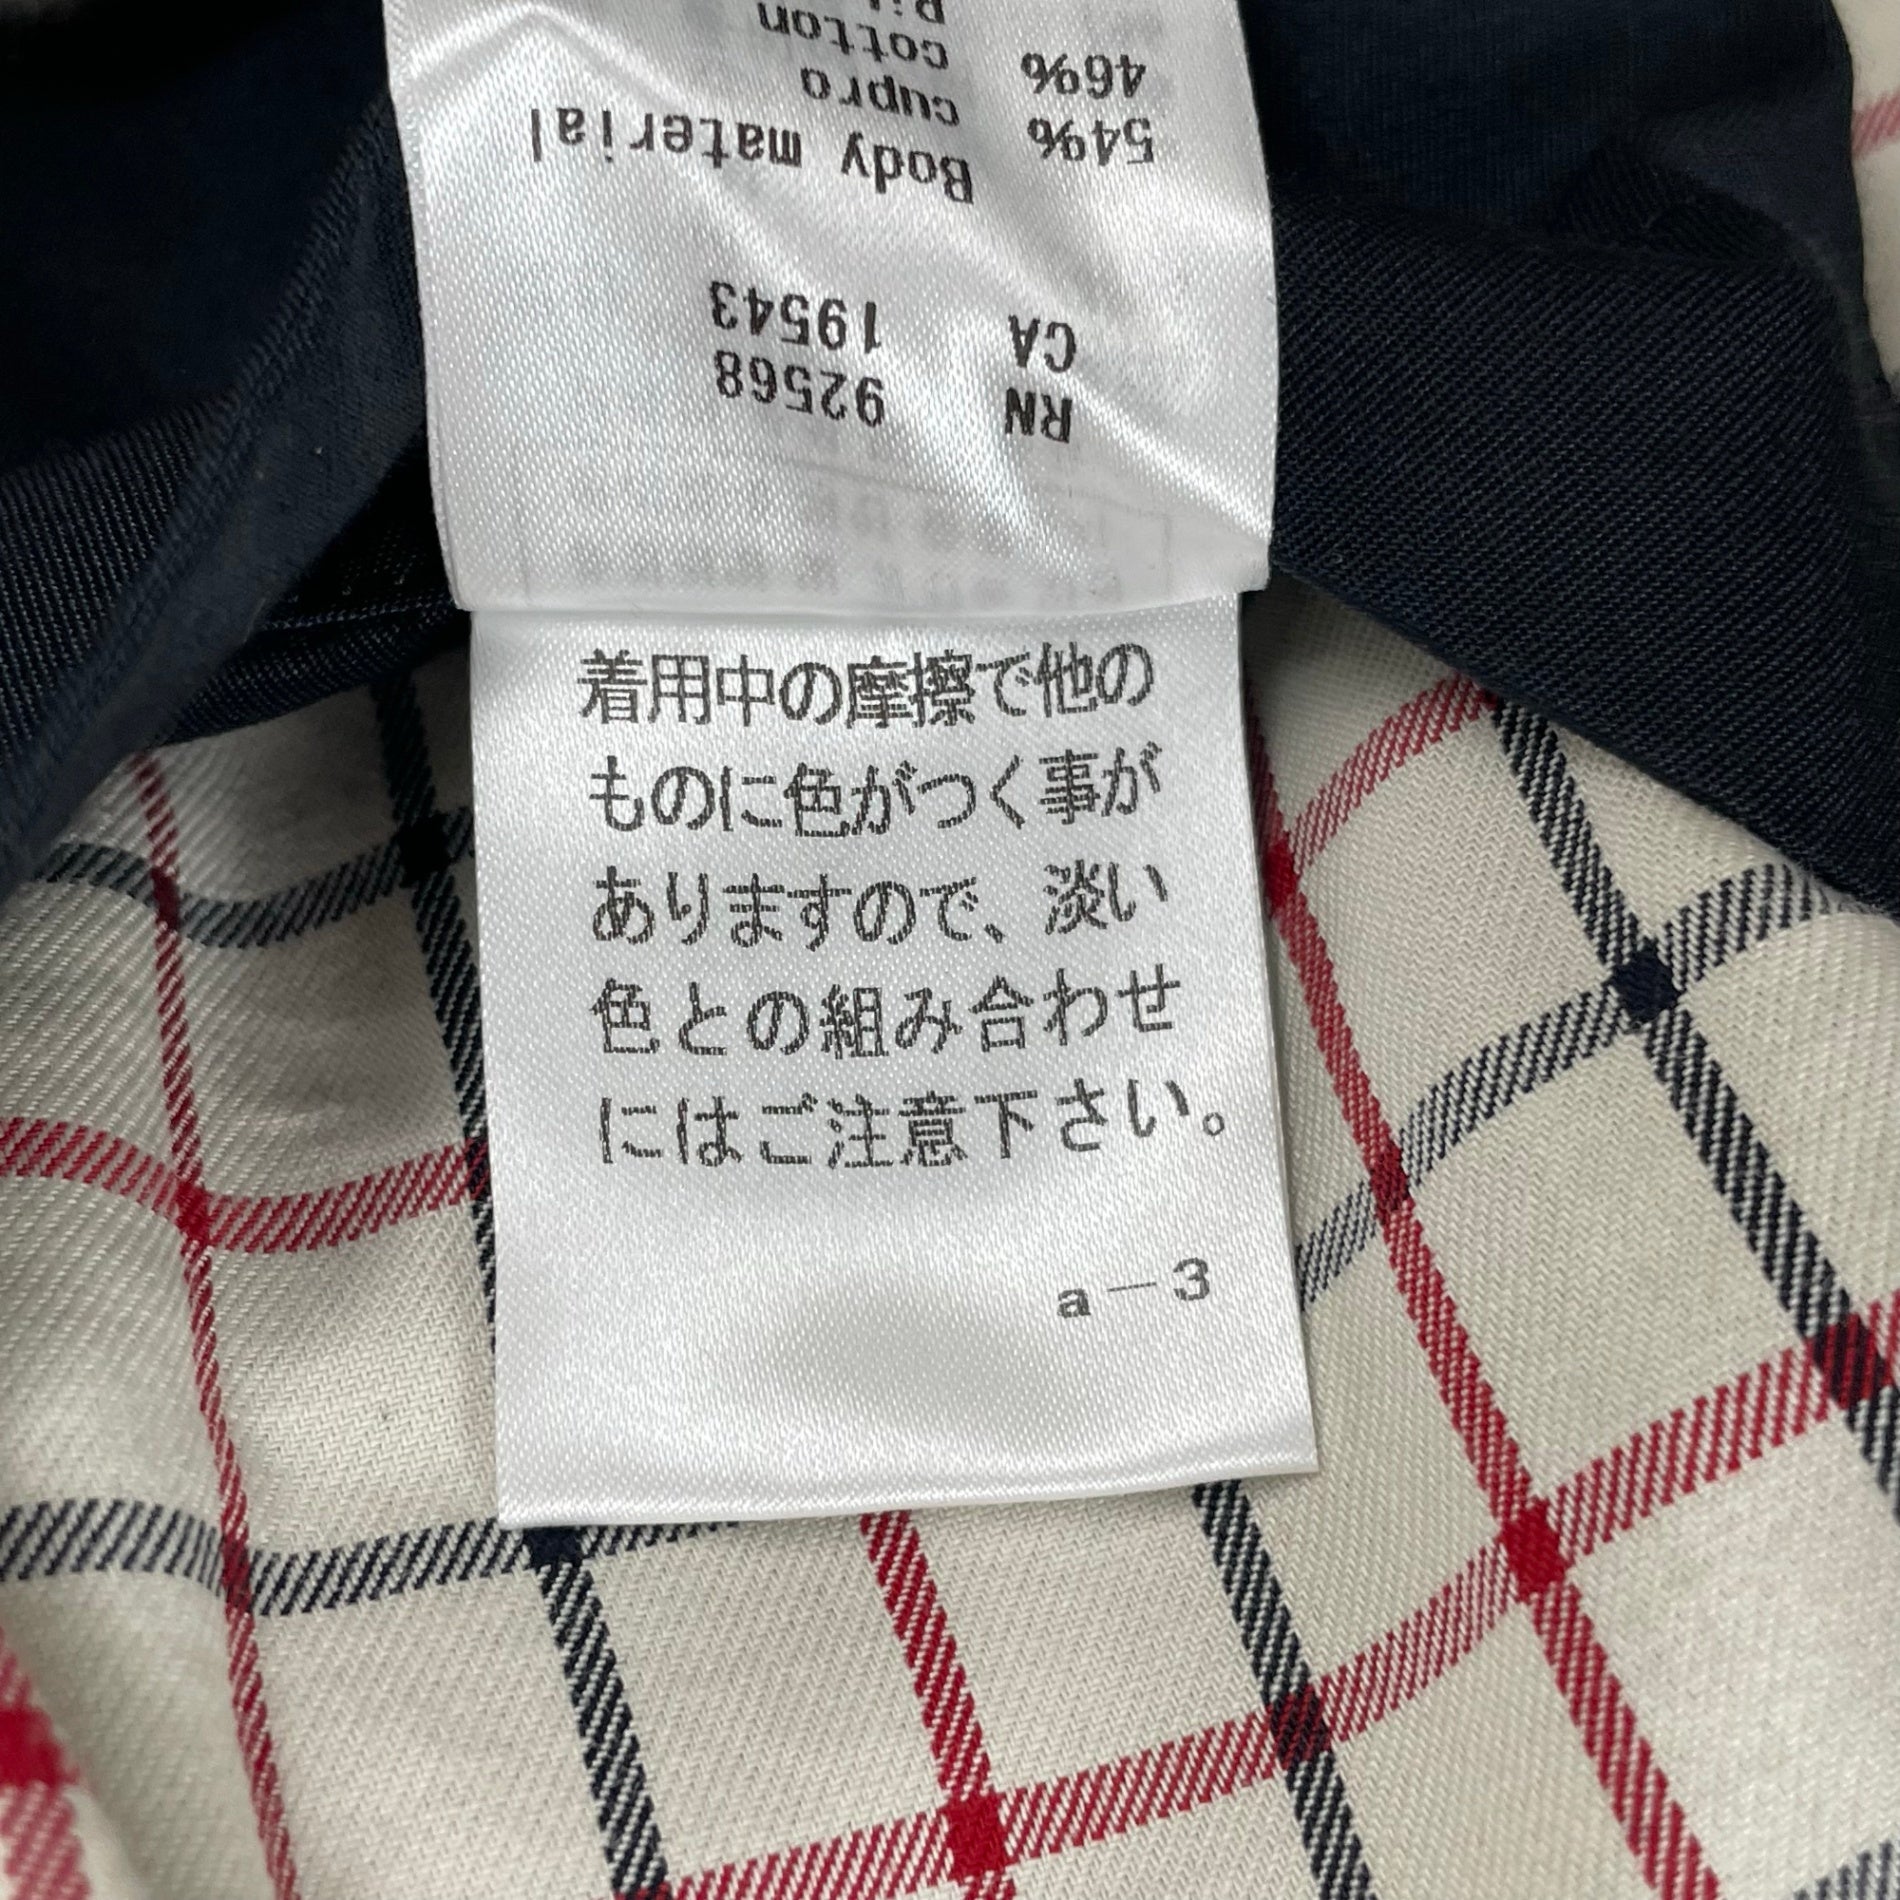 RN 92568
CA 19543
Body material
54% cupro
46% cotton
着用中の摩擦で他の
ものに色がつく事が
ありますので、淡い
色との組み合わせ
にはご注意下さい。
a－3